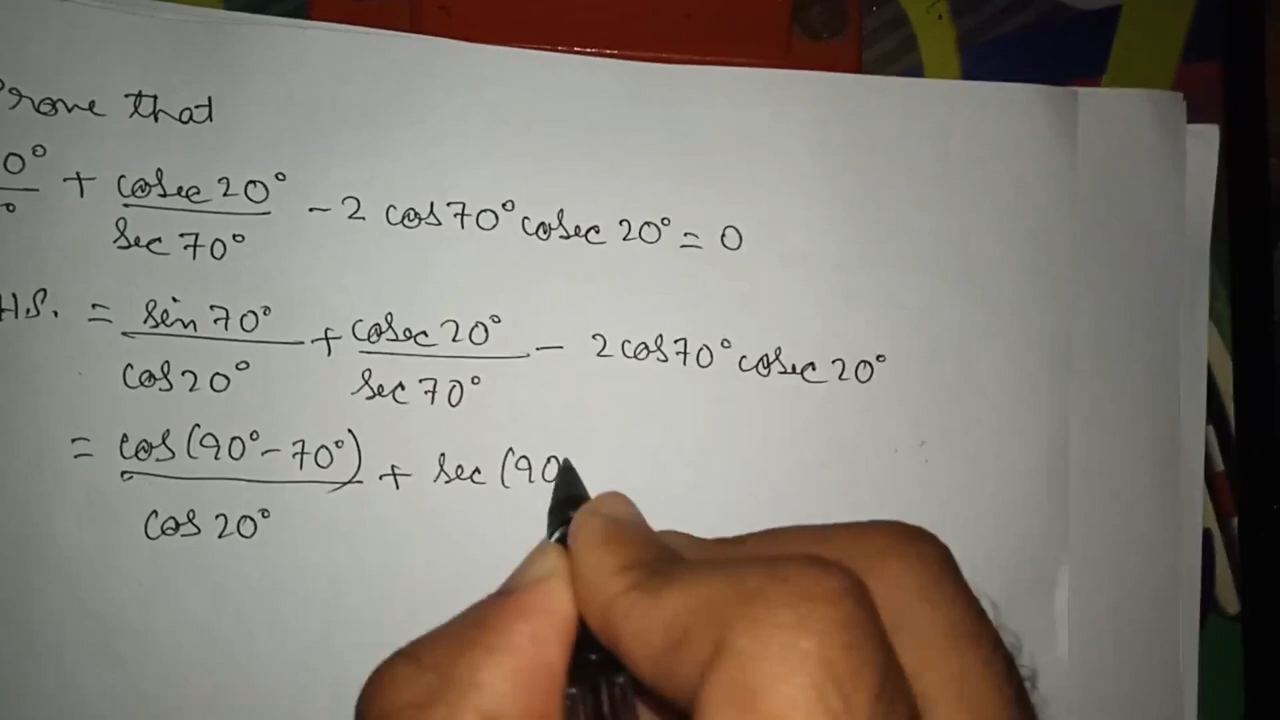 Prove that
0°/° + cosec 20°/sec 70° - 2 cos 70° cosec 20° = 0
H.S. = sin 70°/cos 20° + cosec 20°/sec 70° - 2 cos 70° cosec 20°
= cos (90° - 70°)/cos 20° + sec (90